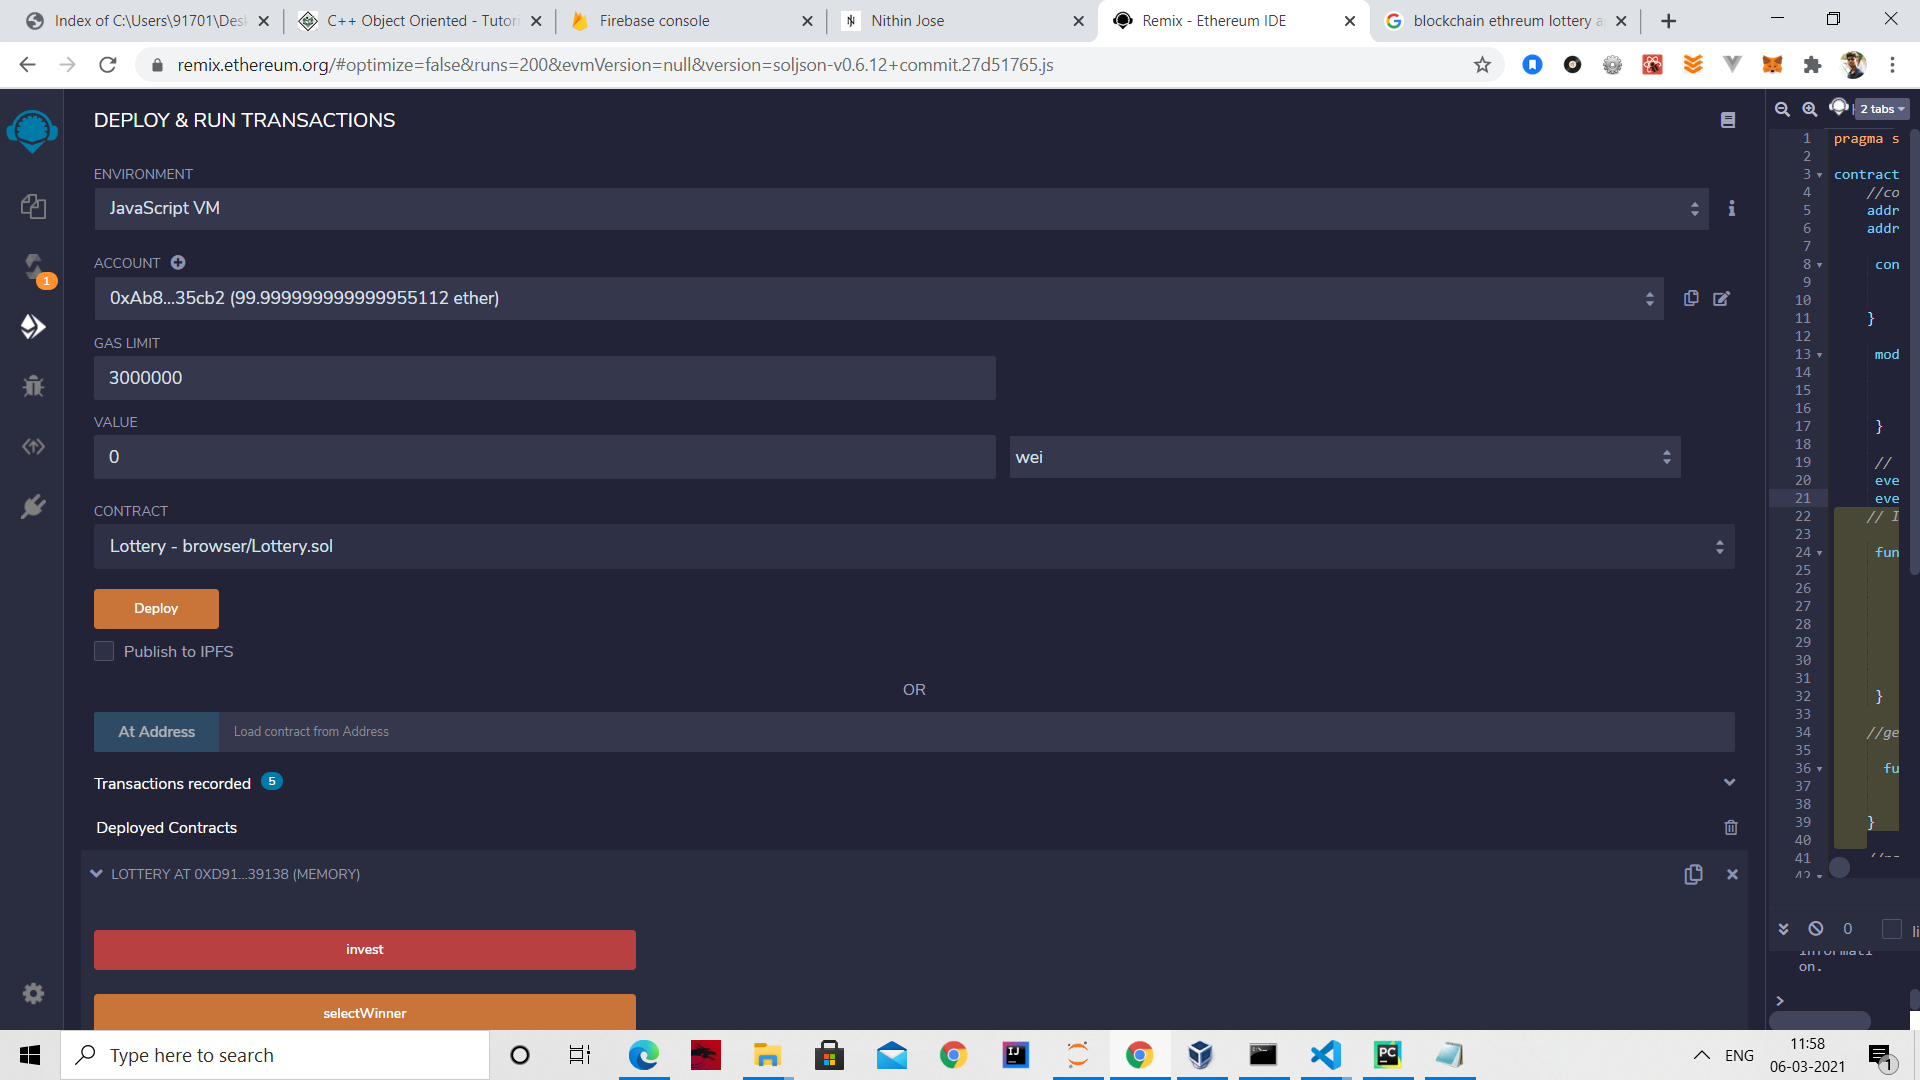 Index of C:\Users\91701\Desk
C++ Object Oriented - Tutori
Firebase console
Nithin Jose
Remix - Ethereum IDE
blockchain ethreum lottery a
remix.ethereum.org/#optimize=false&runs=200&evmVersion=null&version=soljson-v0.6.12+commit.27d51765.js
DEPLOY & RUN TRANSACTIONS
ENVIRONMENT
JavaScript VM
ACCOUNT
0xAb8...35cb2 (99.999999999999955112 ether)
GAS LIMIT
3000000
VALUE
0
wei
CONTRACT
Lottery - browser/Lottery.sol
Deploy
Publish to IPFS
OR
At Address
Load contract from Address
Transactions recorded 5
Deployed Contracts
LOTTERY AT 0XD91...39138 (MEMORY)
invest
selectWinner
1
2 tabs
1 pragma s
2
3 contract
4 //co
5 addr
6 addr
7
8 con
9
10
11 }
12
13 mod
14
15
16
17 }
18
19 //
20 eve
21 eve
22 // I
23
24 fun
25
26
27
28
29
30
31
32 }
33
34 //ge
35
36 fu
37
38
39 }
40
41
42
0
li
informati
on.
>
Type here to search
ENG
11:58
06-03-2021
1